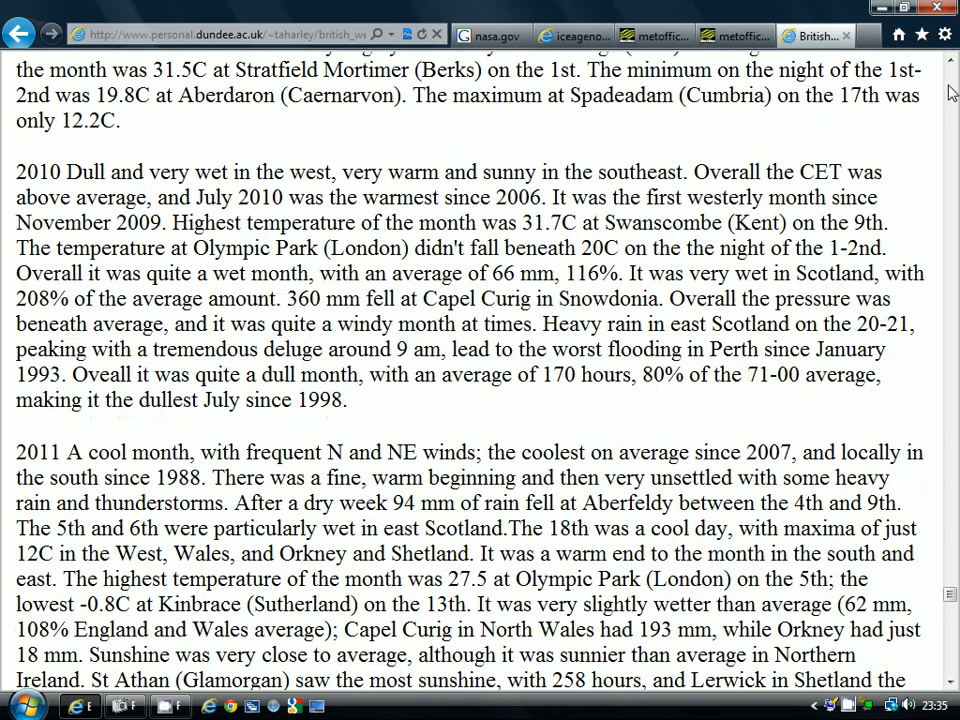 http://www.personal.dundee.ac.uk/~taharley/british_we
nasa.gov
iceageno...
metoffic...
metoffic...
British...
the month was 31.5C at Stratfield Mortimer (Berks) on the 1st. The minimum on the night of the 1st-
2nd was 19.8C at Aberdaron (Caernarvon). The maximum at Spadeadam (Cumbria) on the 17th was
only 12.2C.
2010 Dull and very wet in the west, very warm and sunny in the southeast. Overall the CET was
above average, and July 2010 was the warmest since 2006. It was the first westerly month since
November 2009. Highest temperature of the month was 31.7C at Swanscombe (Kent) on the 9th.
The temperature at Olympic Park (London) didn't fall beneath 20C on the the night of the 1-2nd.
Overall it was quite a wet month, with an average of 66 mm, 116%. It was very wet in Scotland, with
208% of the average amount. 360 mm fell at Capel Curig in Snowdonia. Overall the pressure was
beneath average, and it was quite a windy month at times. Heavy rain in east Scotland on the 20-21,
peaking with a tremendous deluge around 9 am, lead to the worst flooding in Perth since January
1993. Oveall it was quite a dull month, with an average of 170 hours, 80% of the 71-00 average,
making it the dullest July since 1998.
2011 A cool month, with frequent N and NE winds; the coolest on average since 2007, and locally in
the south since 1988. There was a fine, warm beginning and then very unsettled with some heavy
rain and thunderstorms. After a dry week 94 mm of rain fell at Aberfeldy between the 4th and 9th.
The 5th and 6th were particularly wet in east Scotland.The 18th was a cool day, with maxima of just
12C in the West, Wales, and Orkney and Shetland. It was a warm end to the month in the south and
east. The highest temperature of the month was 27.5 at Olympic Park (London) on the 5th; the
lowest -0.8C at Kinbrace (Sutherland) on the 13th. It was very slightly wetter than average (62 mm,
108% England and Wales average); Capel Curig in North Wales had 193 mm, while Orkney had just
18 mm. Sunshine was very close to average, although it was sunnier than average in Northern
Ireland. St Athan (Glamorgan) saw the most sunshine, with 258 hours, and Lerwick in Shetland the
23:35